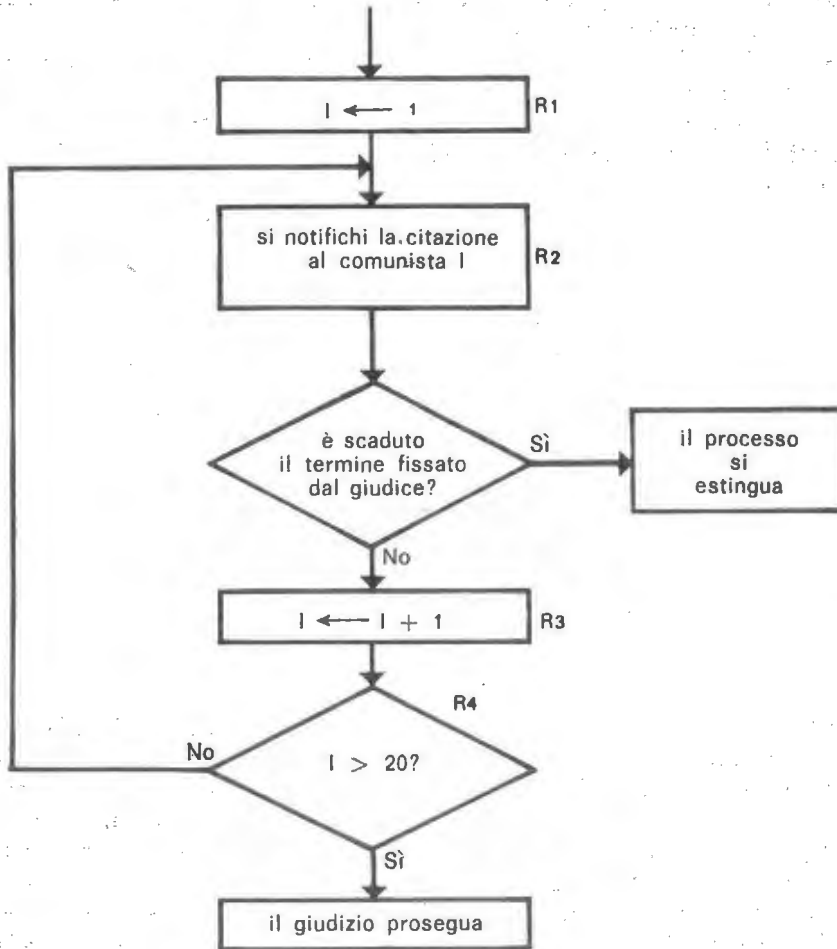 I ← 1
R1
si notifichi la citazione
al comunista I
R2
è scaduto
il termine fissato
dal giudice?
Sì
il processo
si
estingua
No
I ← I + 1
R3
R4
No
I > 20?
Sì
il giudizio prosegua